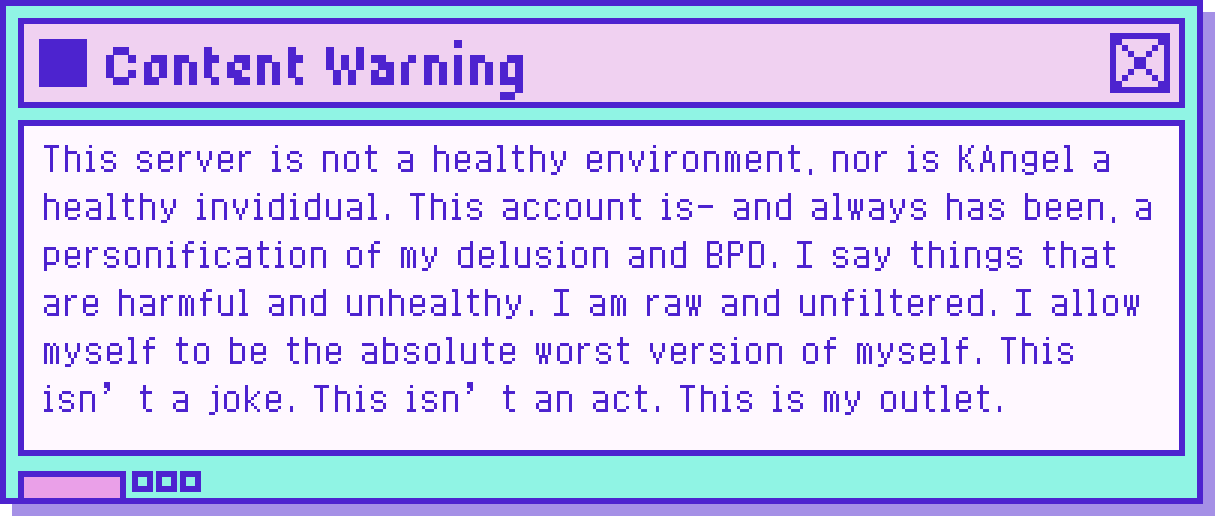 Content Warning
This server is not a healthy environment, nor is KAngel a
healthy invididual. This account is- and always has been, a
personification of my delusion and BPD. I say things that
are harmful and unhealthy. I am raw and unfiltered. I allow
myself to be the absolute worst version of myself. This
isn’t a joke. This isn’t an act. This is my outlet.